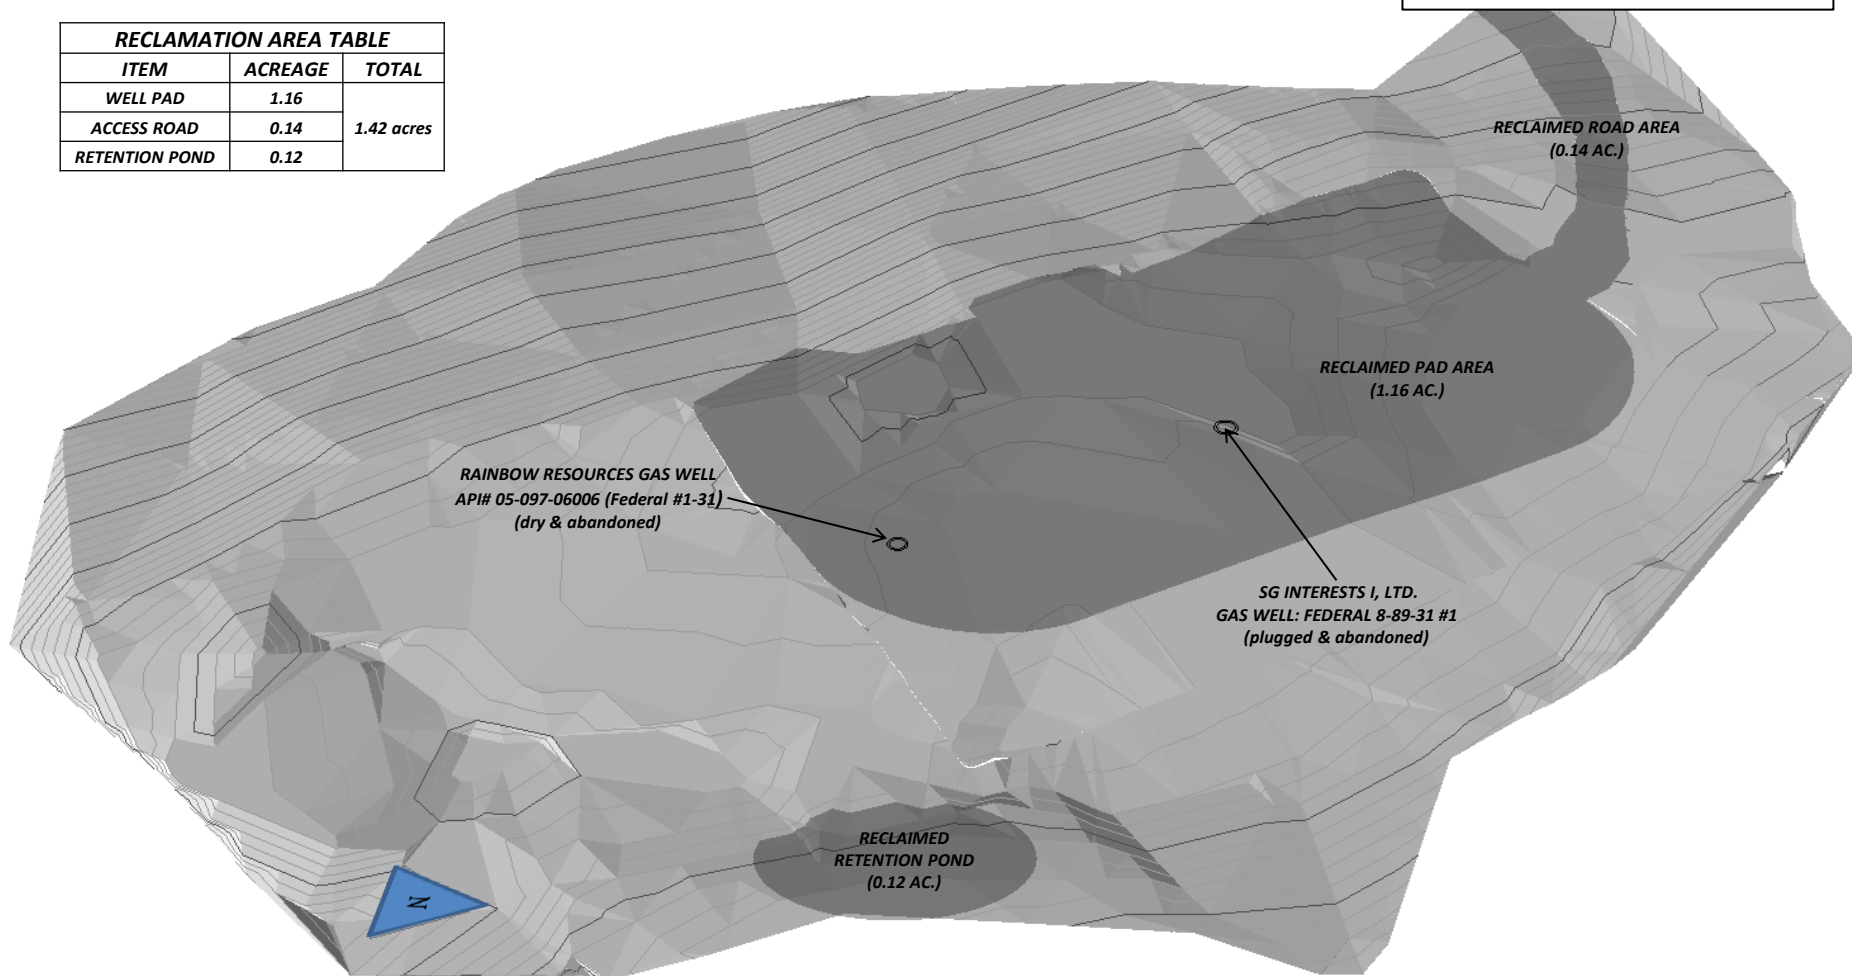 RECLAMATION AREA TABLE
ITEM ACREAGE TOTAL
WELL PAD 1.16
ACCESS ROAD 0.14 1.42 acres
RETENTION POND 0.12
RECLAIMED ROAD AREA
(0.14 AC.)
RECLAIMED PAD AREA
(1.16 AC.)
RAINBOW RESOURCES GAS WELL
API# 05-097-06006 (Federal #1-31)
(dry & abandoned)
SG INTERESTS I, LTD.
GAS WELL: FEDERAL 8-89-31 #1
(plugged & abandoned)
RECLAIMED
RETENTION POND
(0.12 AC.)
N